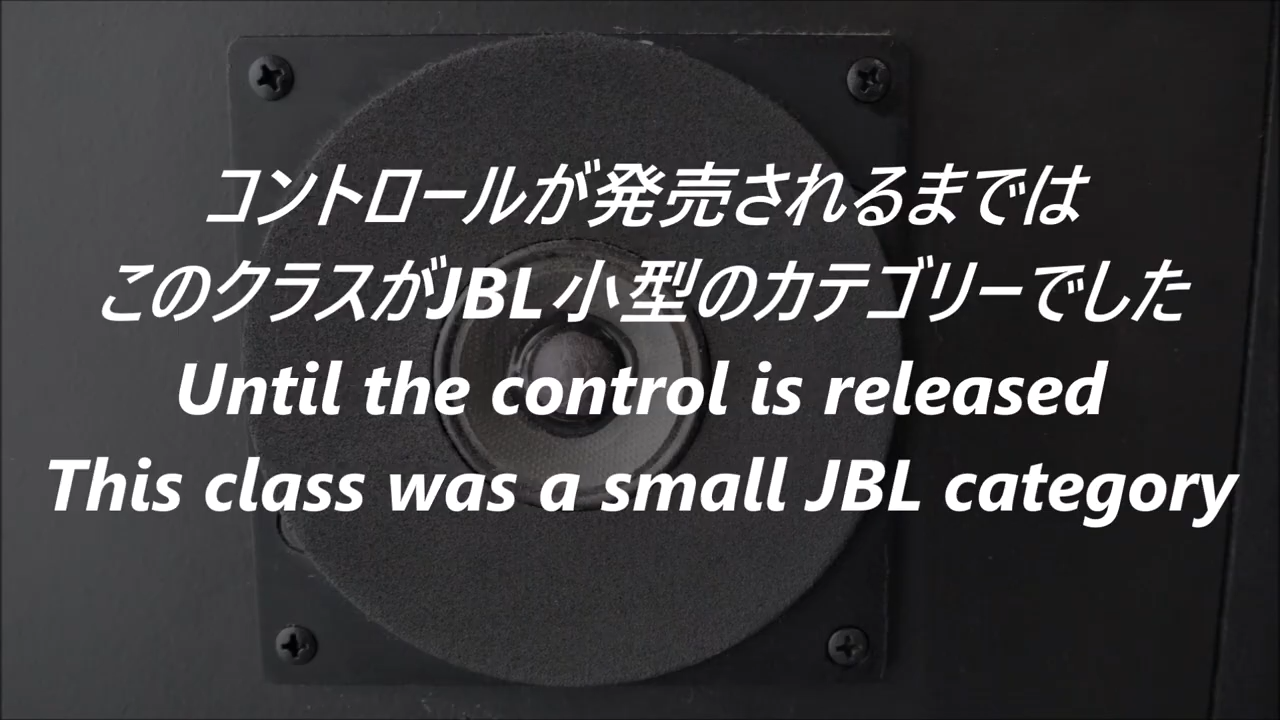 コントロールが発売されるまでは
このクラスがJBL小型のカテゴリーでした
Until the control is released
This class was a small JBL category